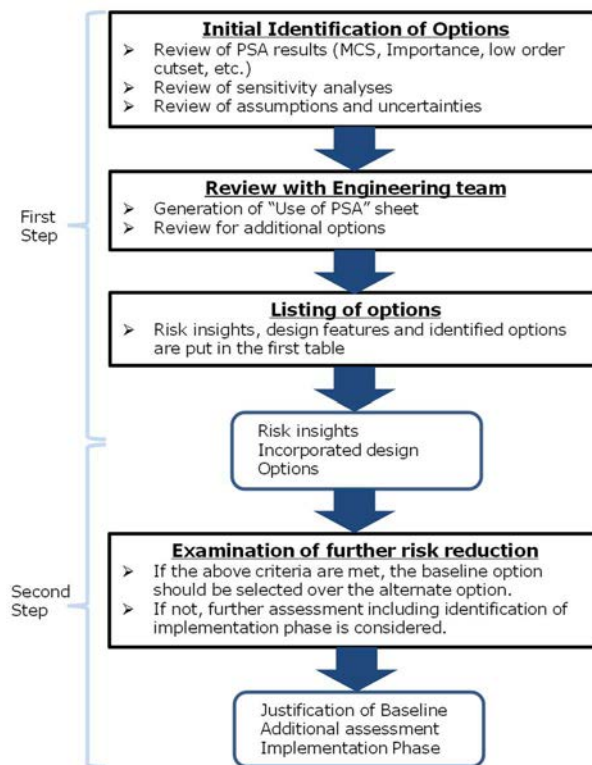 Initial Identification of Options
➢ Review of PSA results (MCS, Importance, low order
cutset, etc.)
➢ Review of sensitivity analyses
➢ Review of assumptions and uncertainties
First
Step
Review with Engineering team
➢ Generation of “Use of PSA” sheet
➢ Review for additional options
Listing of options
➢ Risk insights, design features and identified options
are put in the first table
Risk insights
Incorporated design
Options
Second
Step
Examination of further risk reduction
➢ If the above criteria are met, the baseline option
should be selected over the alternate option.
➢ If not, further assessment including identification of
implementation phase is considered.
Justification of Baseline
Additional assessment
Implementation Phase